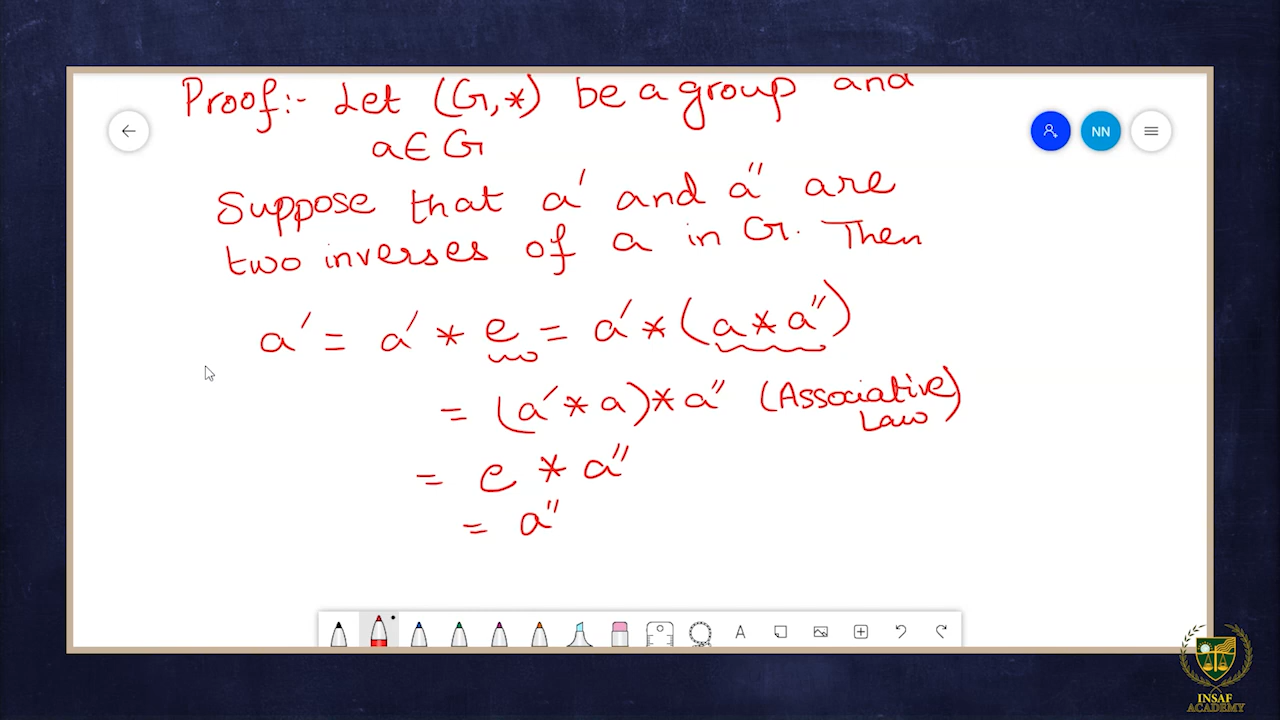 Proof:- Let (G,*) be a group and
a∈G
Suppose that a′ and a″ are
two inverses of a in G. Then
a′ = a′ * e = a′ * (a * a″)
= (a′ * a) * a″ (Associative
Law)
= e * a″
= a″
NN
A
INSAF
ACADEMY